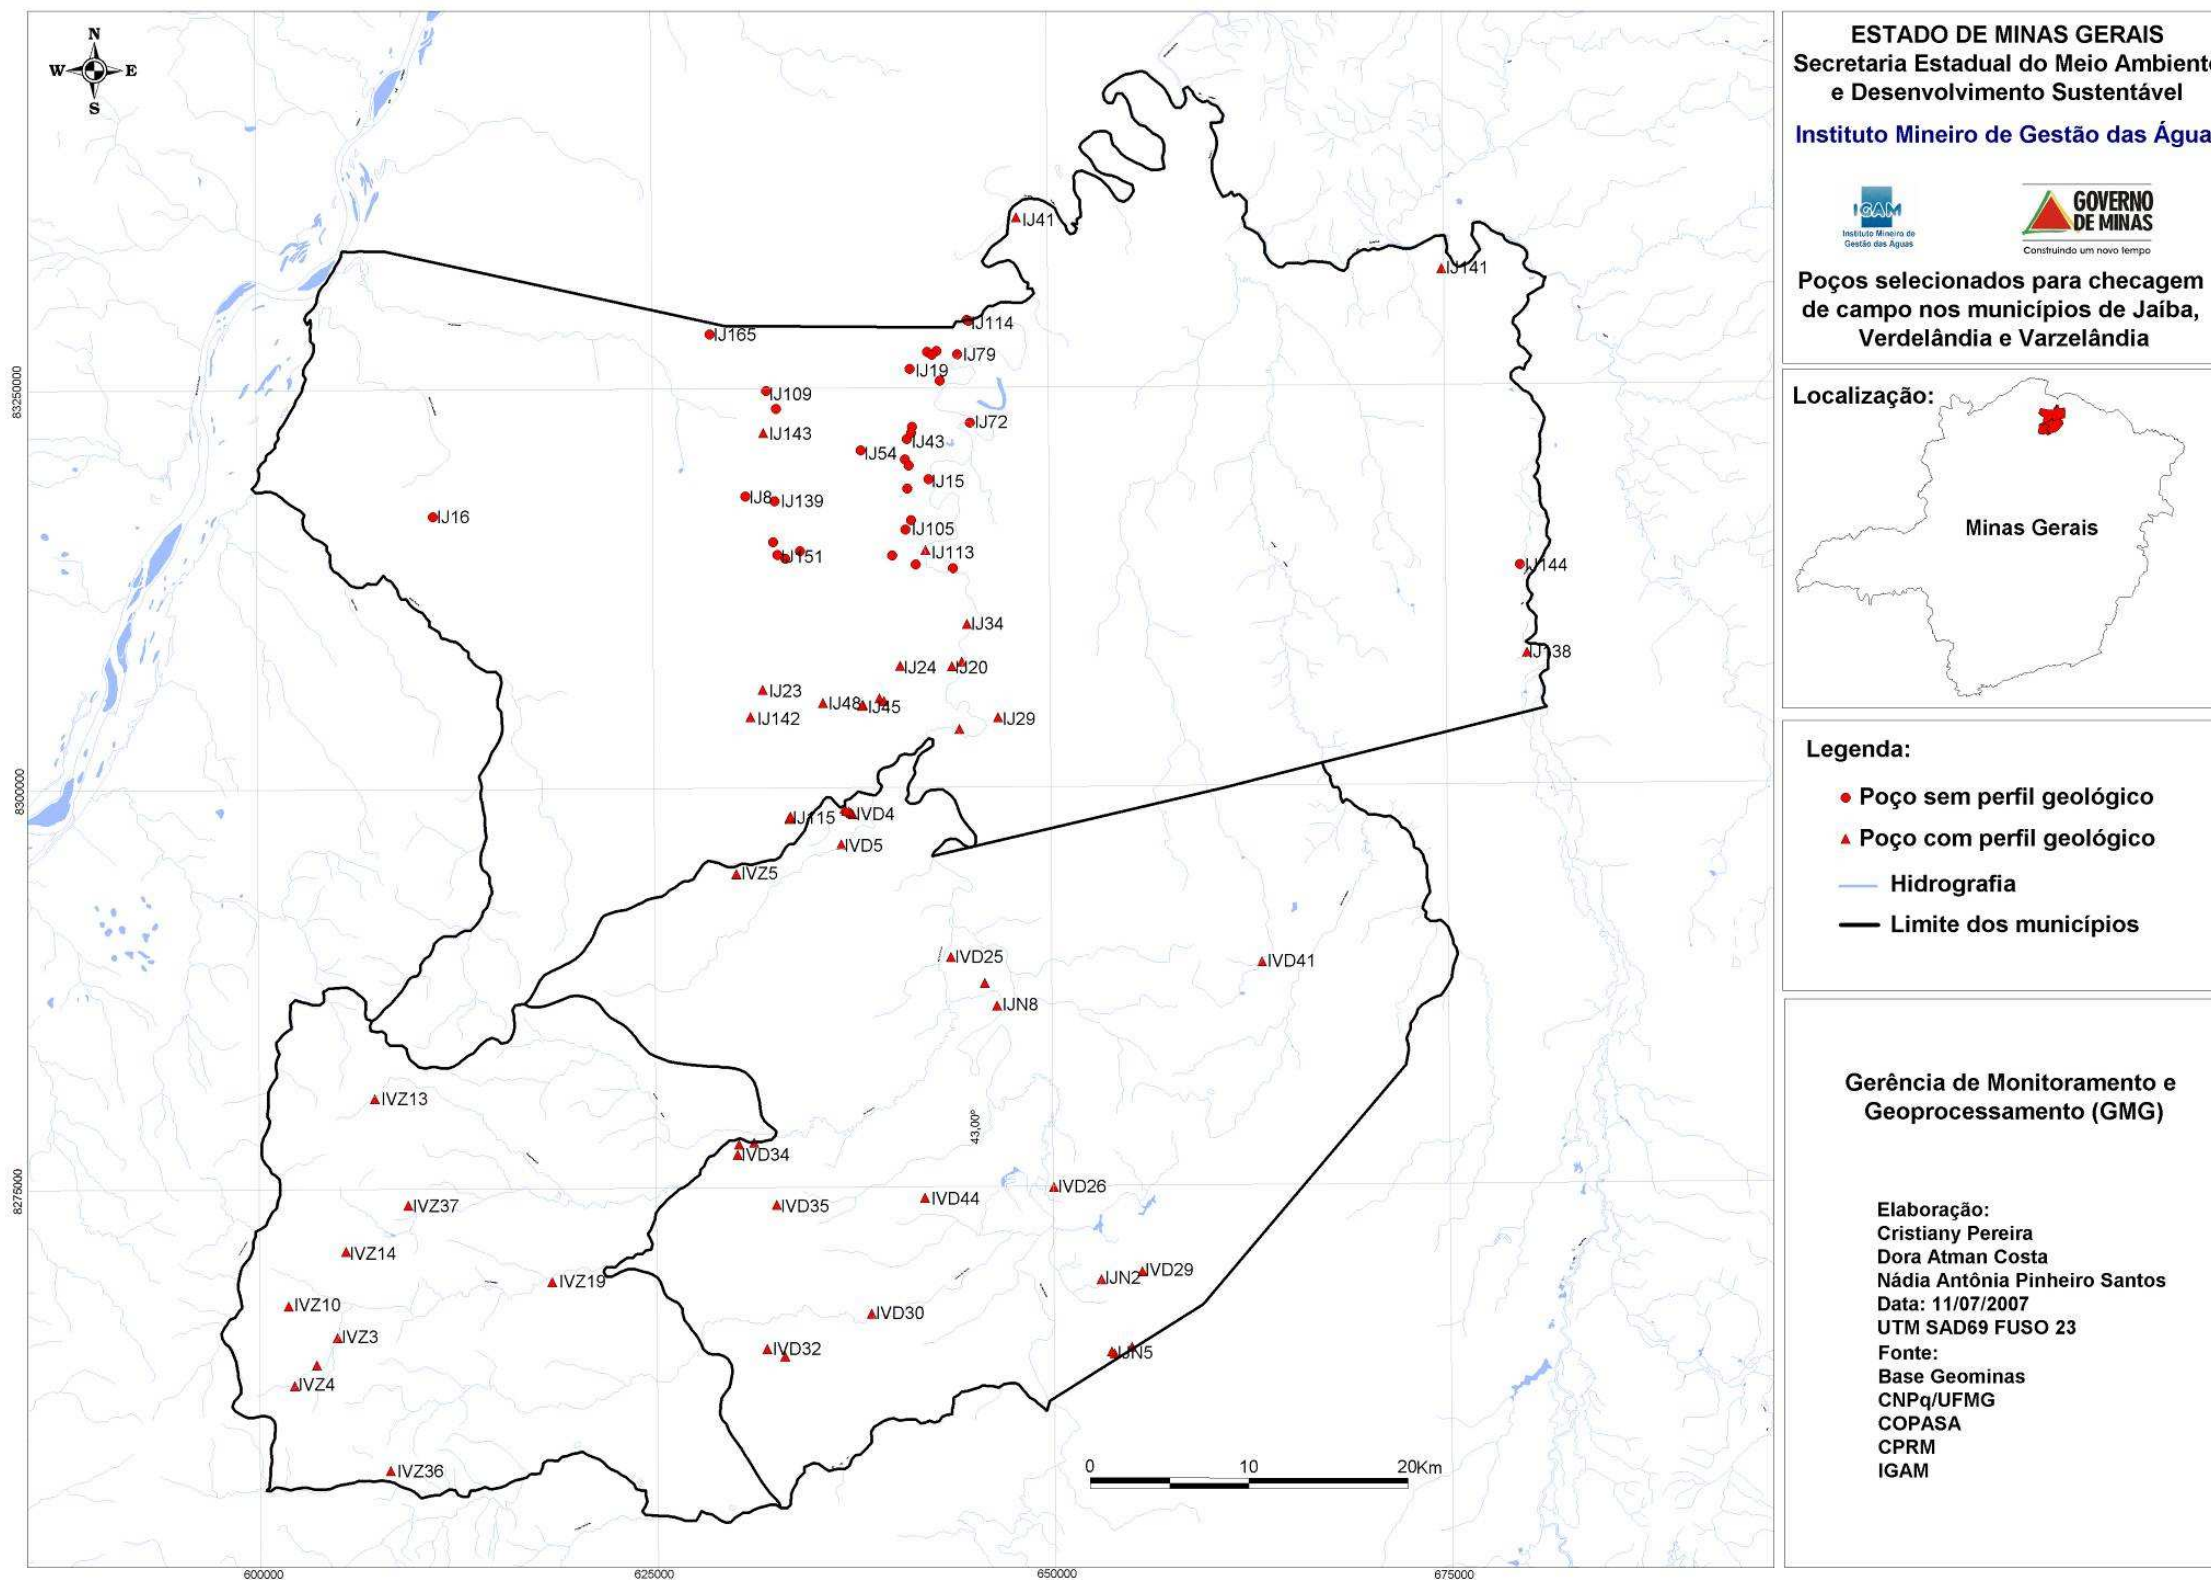 N
W E
S
IJ41
IJ141
IJ114
IJ165
IJ79
IJ19
IJ109
IJ72
IJ143
IJ43
IJ54
IJ15
IJ8
IJ139
IJ16
IJ105
IJ113
IJ151
IJ144
IJ34
IJ138
IJ24
IJ20
IJ23
IJ48
IJ45
IJ142
IJ29
IJ115
IVD4
IVD5
IVZ5
IVD25
IVD41
IJN8
IVZ13
43,00º
IVD34
IVD26
IVZ37
IVD35
IVD44
IVZ14
IVZ19
IJN2
IVD29
IVZ10
IVD30
IVZ3
IVD32
IJN5
IVZ4
IVZ36
0 10 20Km
8325000
8300000
8275000
600000 625000 650000 675000
ESTADO DE MINAS GERAIS
Secretaria Estadual do Meio Ambiente
e Desenvolvimento Sustentável
Instituto Mineiro de Gestão das Água
IGAM
Instituto Mineiro de
Gestão das Águas
GOVERNO
DE MINAS
Construindo um novo tempo
Poços selecionados para checagem
de campo nos municípios de Jaíba,
Verdelândia e Varzelândia
Localização:
Minas Gerais
Legenda:
Poço sem perfil geológico
Poço com perfil geológico
Hidrografia
Limite dos municípios
Gerência de Monitoramento e
Geoprocessamento (GMG)
Elaboração:
Cristiany Pereira
Dora Atman Costa
Nádia Antônia Pinheiro Santos
Data: 11/07/2007
UTM SAD69 FUSO 23
Fonte:
Base Geominas
CNPq/UFMG
COPASA
CPRM
IGAM